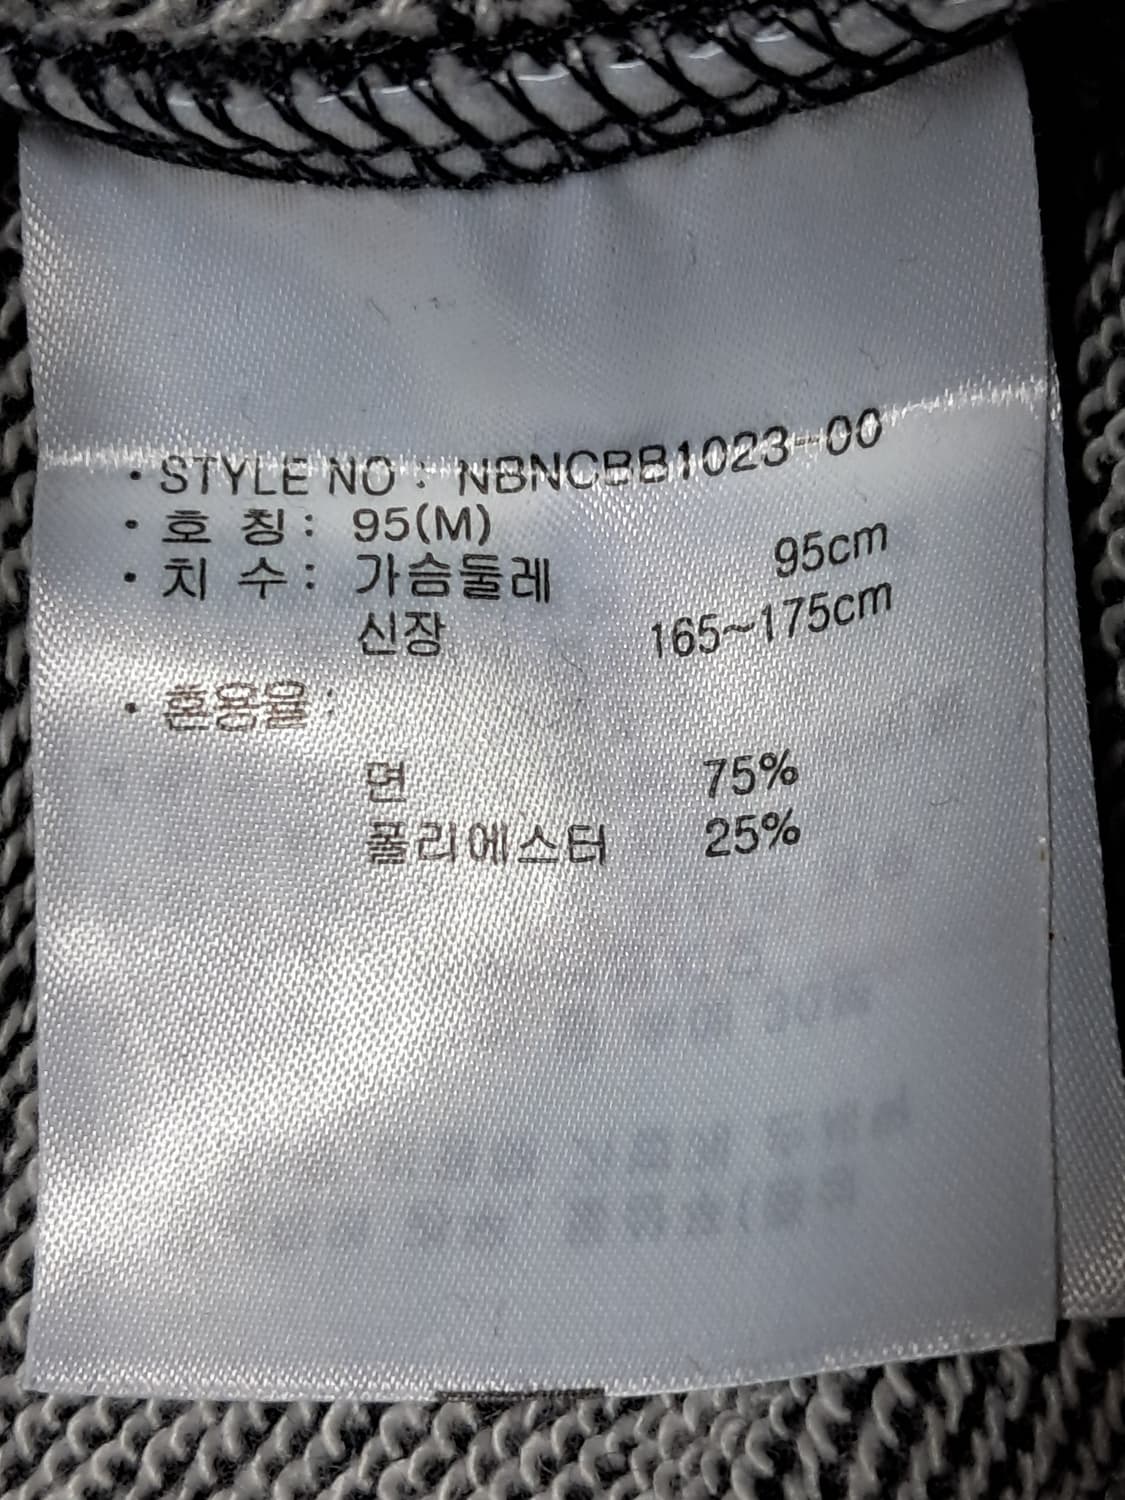 · STYLE NO : NBNCBB1023-00
· 호 칭 : 95(M)
· 치 수 : 가슴둘레 95cm
신장 165~175cm
· 혼용율 :
면 75%
폴리에스터 25%